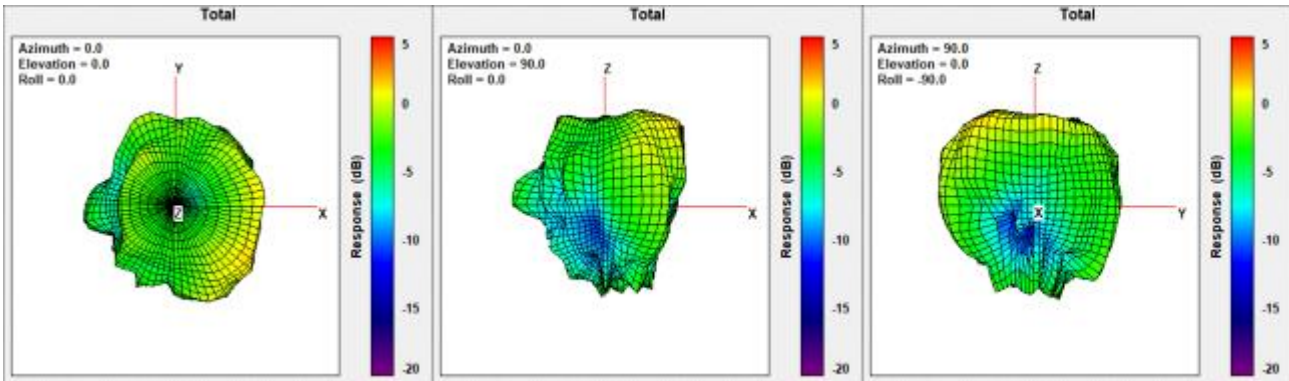 Total
Azimuth = 0.0
Elevation = 0.0
Roll = 0.0
Y
Z
X
5
0
-5
-10
-15
-20
Response (dB)
Total
Azimuth = 0.0
Elevation = 90.0
Roll = 0.0
Z
X
5
0
-5
-10
-15
-20
Response (dB)
Total
Azimuth = 90.0
Elevation = 0.0
Roll = -90.0
Z
X
Y
5
0
-5
-10
-15
-20
Response (dB)